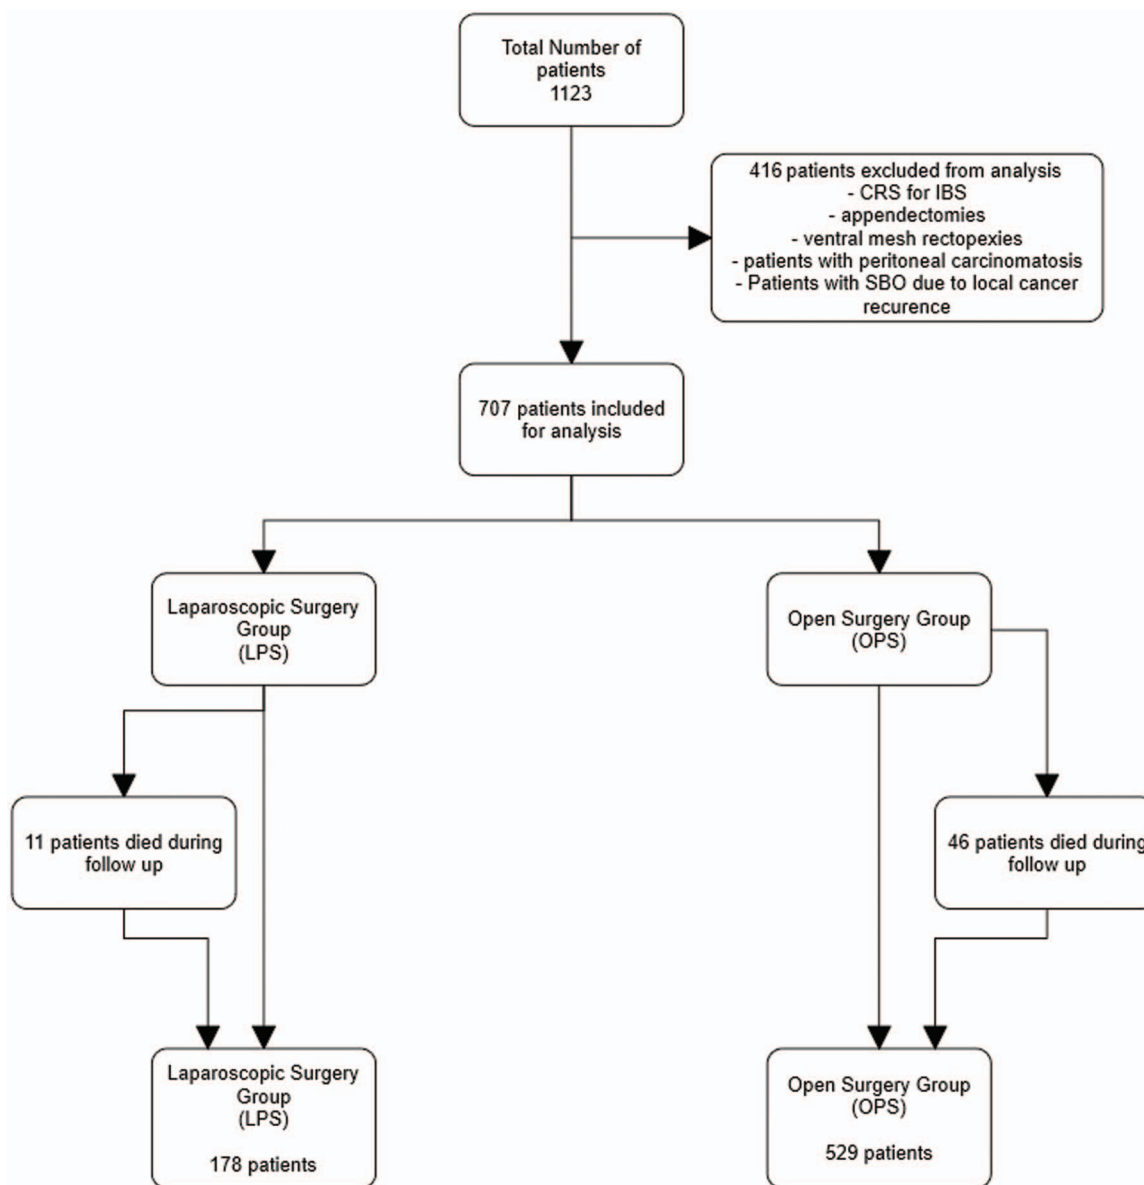 Total Number of
patients
1123
416 patients excluded from analysis
- CRS for IBS
- appendectomies
- ventral mesh rectopexies
- patients with peritoneal carcinomatosis
- Patients with SBO due to local cancer
recurence
707 patients included
for analysis
Laparoscopic Surgery
Group
(LPS)
Open Surgery Group
(OPS)
11 patients died during
follow up
46 patients died during
follow up
Laparoscopic Surgery
Group
(LPS)
178 patients
Open Surgery Group
(OPS)
529 patients